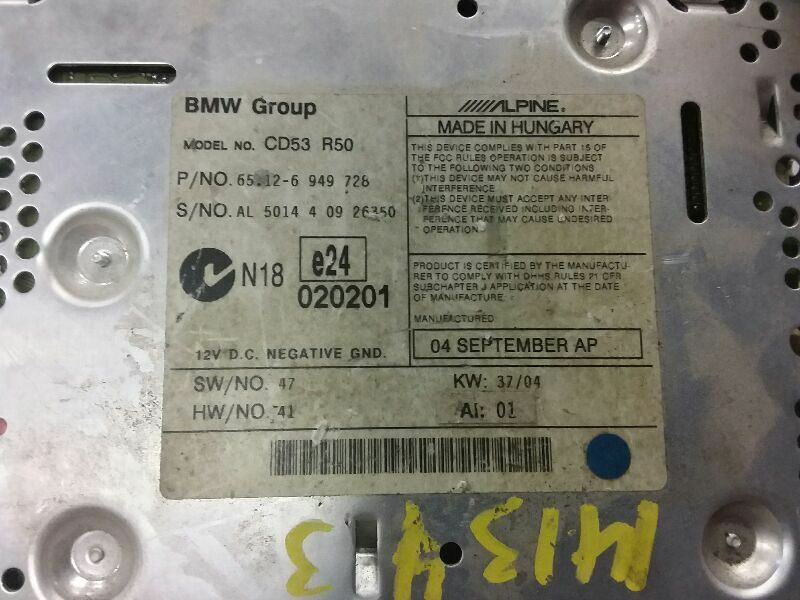 BMW Group
MODEL NO. CD53 R50
P/NO. 65.12-6 949 728
S/NO. AL 5014 4 09 26350
N18
e24
020201
12V D.C. NEGATIVE GND.
ALPINE®
MADE IN HUNGARY
THIS DEVICE COMPLIES WITH PART 15 OF
THE FCC RULES OPERATION IS SUBJECT
TO THE FOLLOWING TWO CONDITIONS
(1)THIS DEVICE MAY NOT CAUSE HARMFUL
INTERFERENCE.
(2)THIS DEVICE MUST ACCEPT ANY INTER-
FERENCE RECEIVED INCLUDING INTER-
FERENCE THAT MAY CAUSE UNDESIRED
OPERATION.
PRODUCT IS CERTIFIED BY THE MANUFACTU-
RER TO COMPLY WITH DHHS RULES 21 CFR
SUBCHAPTER J APPLICATION AT THE DATE
OF MANUFACTURE.
MANUFACTURED
04 SEPTEMBER AP
SW/NO. 47
KW: 37/04
HW/NO. 41
AI: 01
M134
3